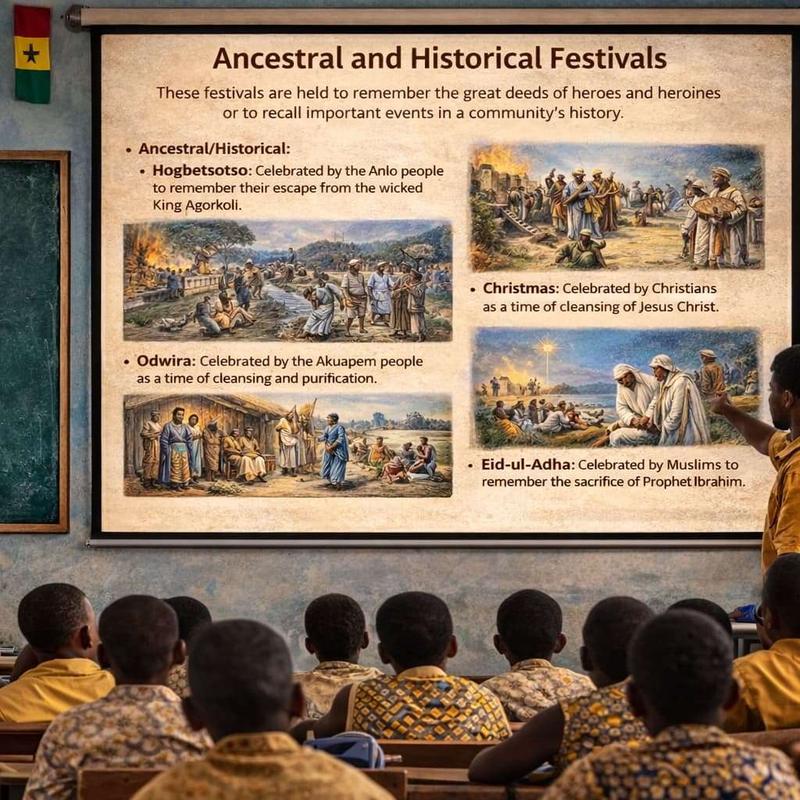 Ancestral and Historical Festivals
These festivals are held to remember the great deeds of heroes and heroines
or to recall important events in a community's history.
• Ancestral/Historical:
• Hogbetsotso: Celebrated by the Anlo people
to remember their escape from the wicked
King Agorkoli.
• Odwira: Celebrated by the Akuapem people
as a time of cleansing and purification.
• Christmas: Celebrated by Christians
as a time of cleansing of Jesus Christ.
• Eid-ul-Adha: Celebrated by Muslims to
remember the sacrifice of Prophet Ibrahim.